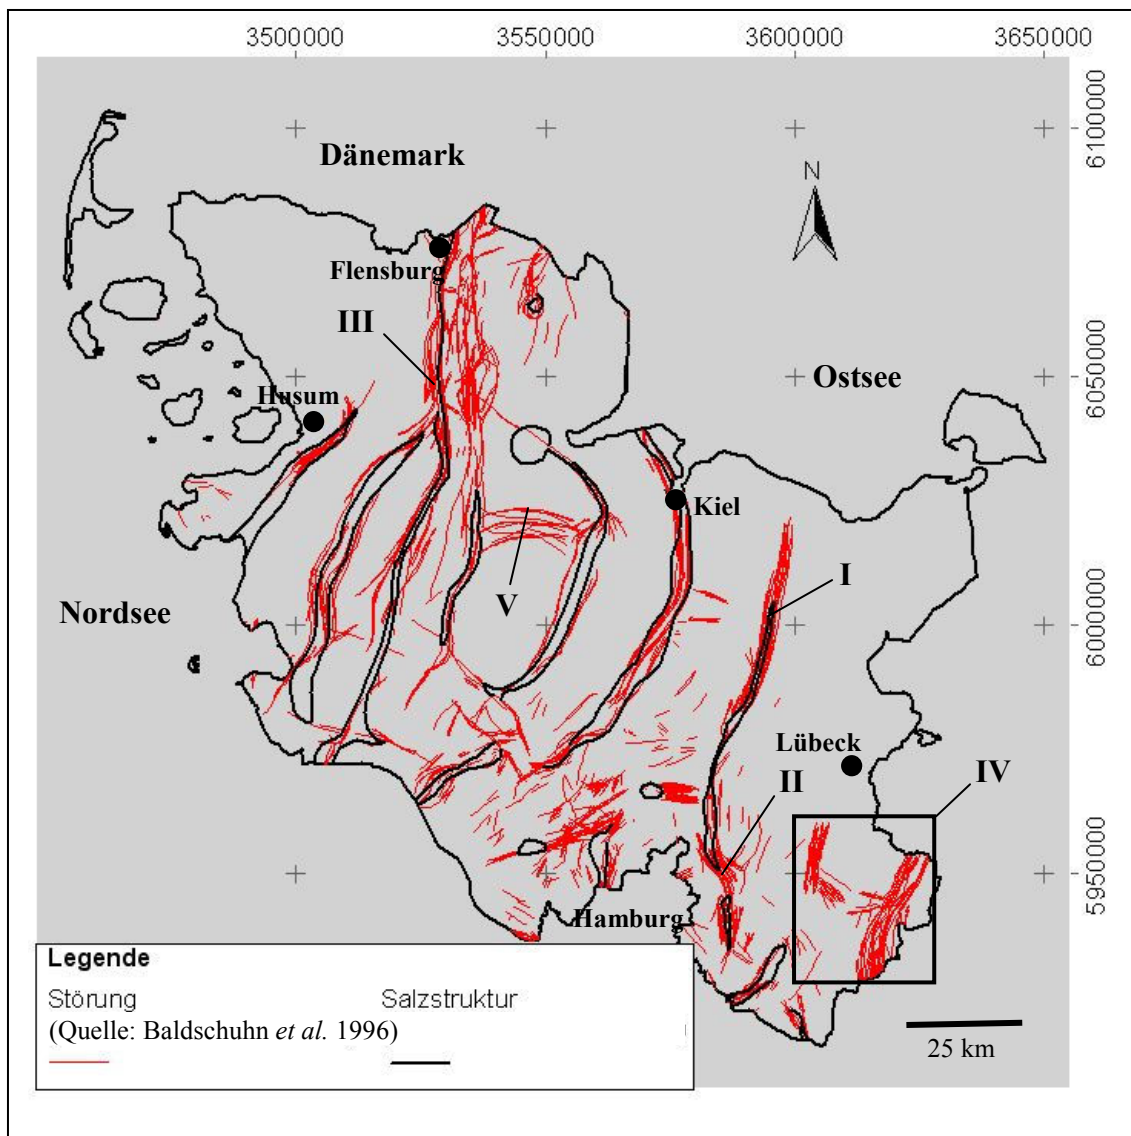 3500000 3550000 3600000 3650000
6100000
Dänemark
N
Flensburg
III
6050000
Husum
Ostsee
Kiel
I
V
Nordsee
6000000
Lübeck
II
IV
5950000
Hamburg
Legende
Störung Salzstruktur
(Quelle: Baldschuhn et al. 1996)
25 km